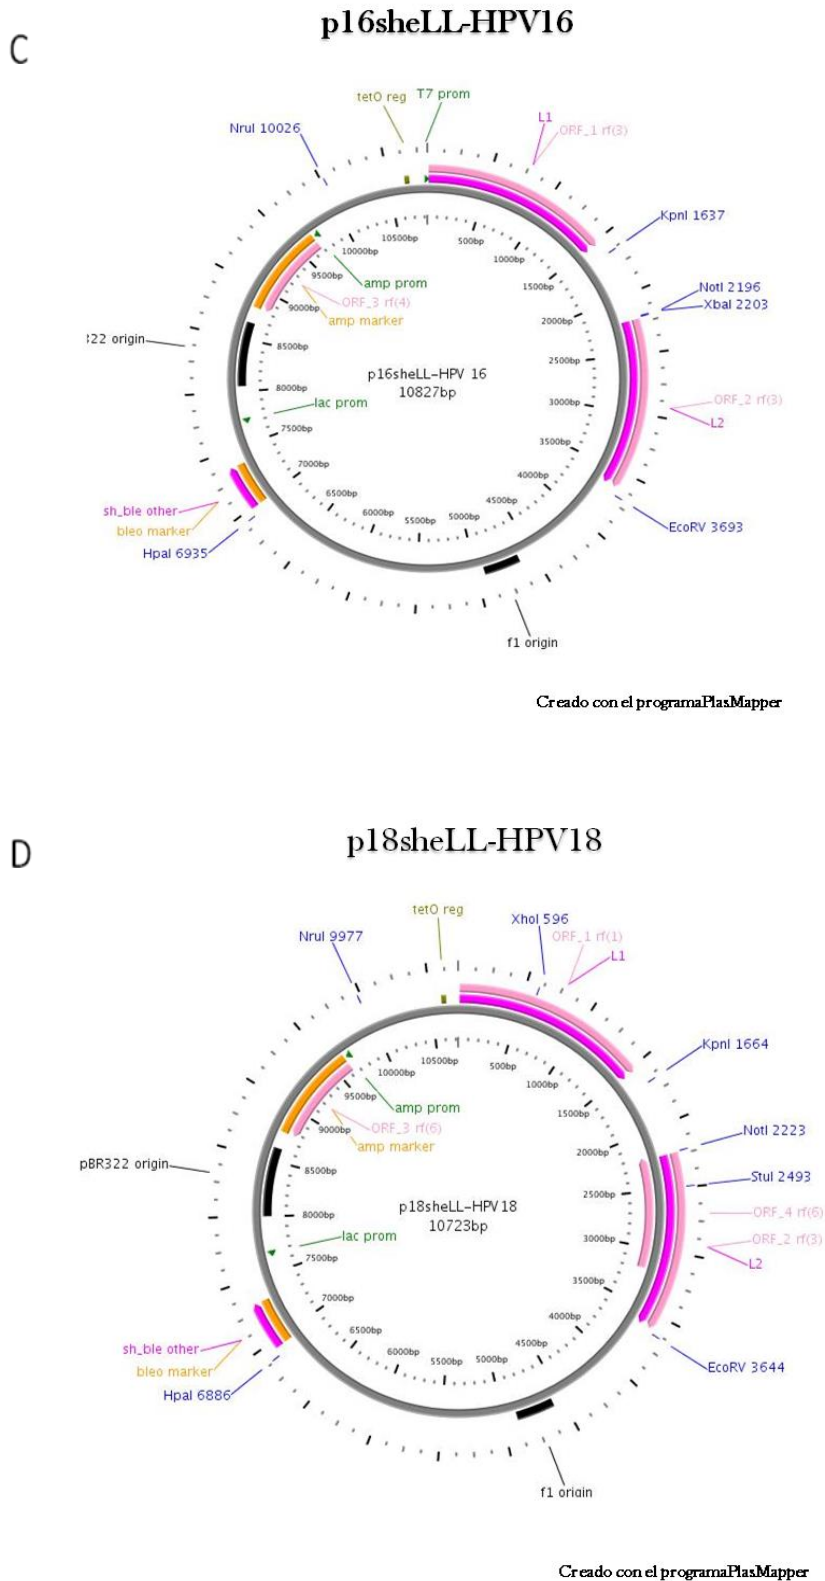 C
p16sheLL-HPV16
tetO reg
T7 prom
NruI 10026
L1
ORF_1 rf(3)
KpnI 1637
NotI 2196
XbaI 2203
10500bp
500bp
10000bp
1000bp
9500bp
1500bp
amp prom
ORF_3 rf(4)
9000bp
amp marker
2000bp
322 origin
8500bp
2500bp
p16sheLL-HPV 16
10827bp
8000bp
3000bp
lac prom
ORF_2 rf(3)
L2
7500bp
3500bp
7000bp
4000bp
6500bp
4500bp
6000bp
5000bp
5500bp
sh_ble other
bleo marker
HpaI 6935
EcoRV 3693
f1 origin
Creado con el programaPlasMapper
D
p18sheLL-HPV18
tetO reg
XhoI 596
NruI 9977
ORF_1 rf(1)
L1
KpnI 1664
10500bp
500bp
10000bp
1000bp
9500bp
1500bp
amp prom
ORF_3 rf(6)
9000bp
amp marker
NotI 2223
2000bp
pBR322 origin
8500bp
StuI 2493
2500bp
p18sheLL-HPV18
10723bp
8000bp
ORF_4 rf(6)
3000bp
lac prom
ORF_2 rf(3)
L2
7500bp
3500bp
7000bp
4000bp
6500bp
4500bp
6000bp
5000bp
5500bp
sh_ble other
bleo marker
HpaI 6886
EcoRV 3644
f1 origin
Creado con el programaPlasMapper